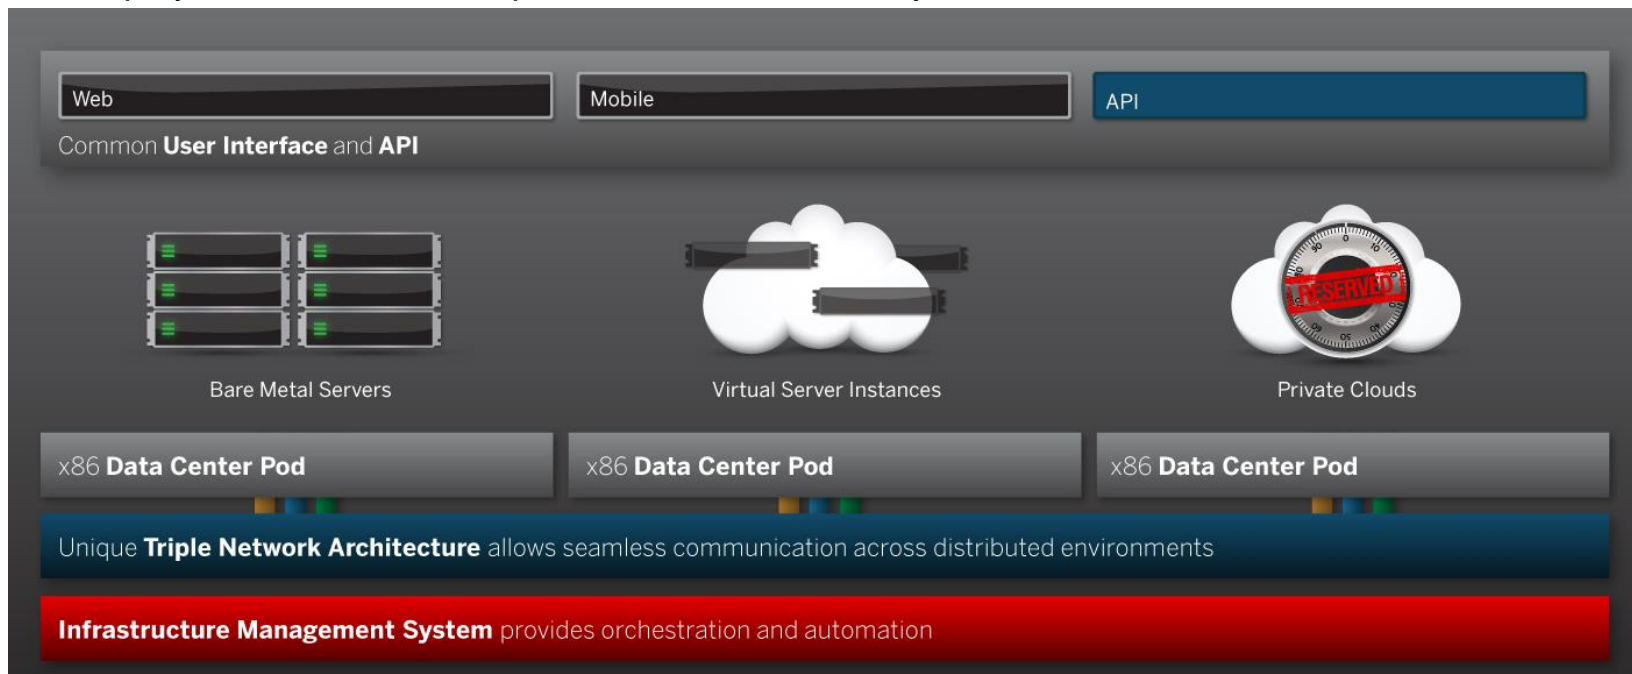 Web
Mobile
API
Common User Interface and API
RESERVED
Bare Metal Servers
Virtual Server Instances
Private Clouds
x86 Data Center Pod
x86 Data Center Pod
x86 Data Center Pod
Unique Triple Network Architecture allows seamless communication across distributed environments
Infrastructure Management System provides orchestration and automation